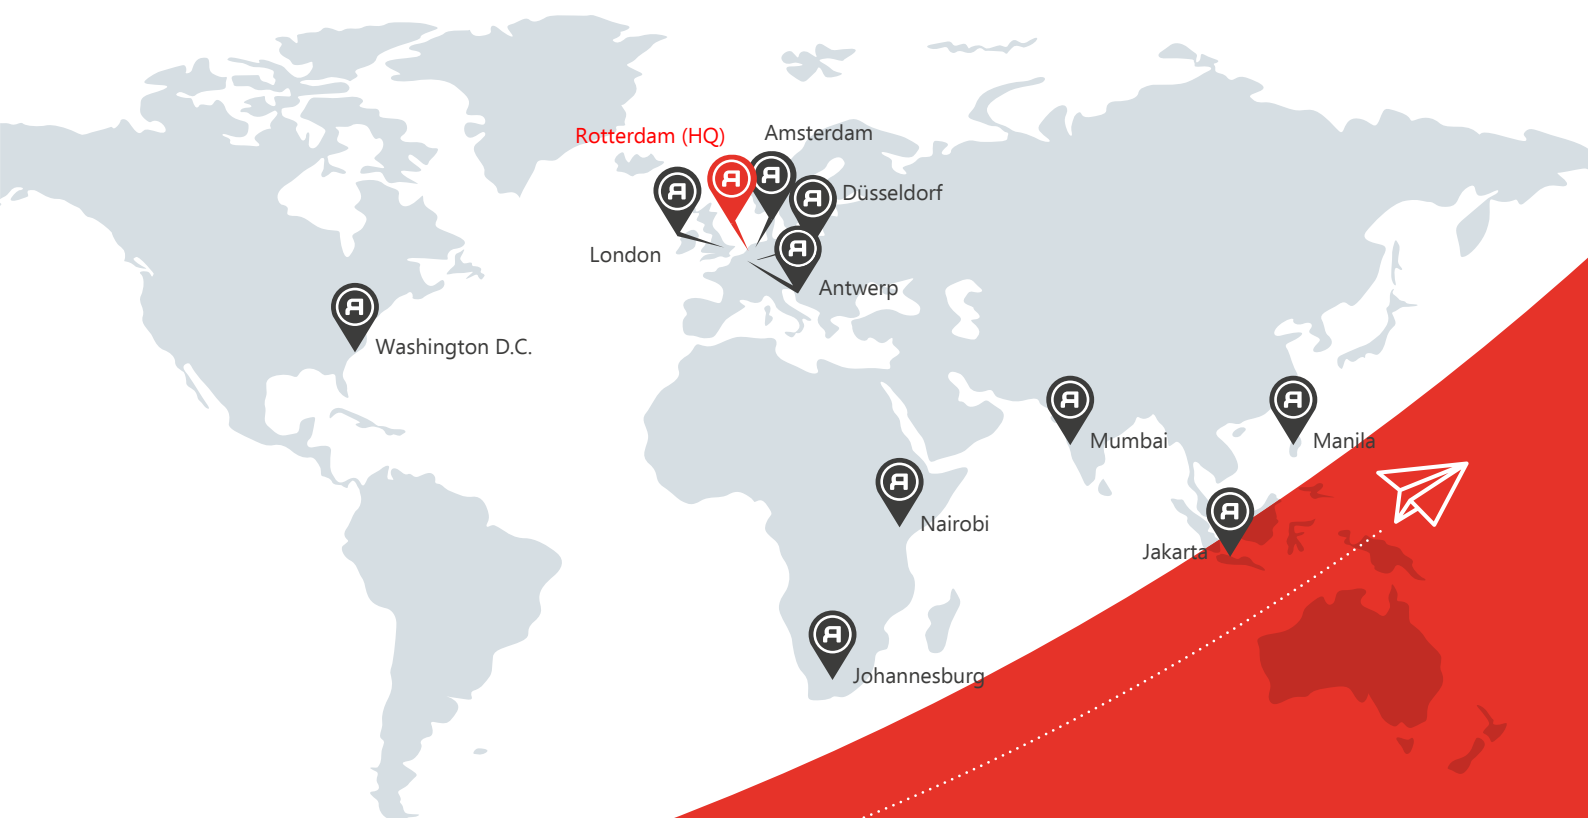 Rotterdam (HQ)
Amsterdam
Düsseldorf
London
Antwerp
Washington D.C.
Mumbai
Manila
Nairobi
Jakarta
Johannesburg